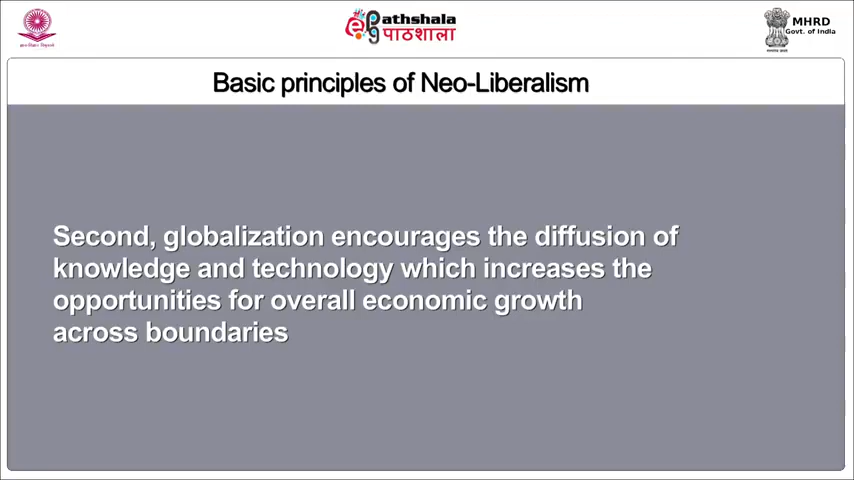 ePathshala
पाठशाला
MHRD
Govt. of India
Basic principles of Neo-Liberalism
Second, globalization encourages the diffusion of
knowledge and technology which increases the
opportunities for overall economic growth
across boundaries